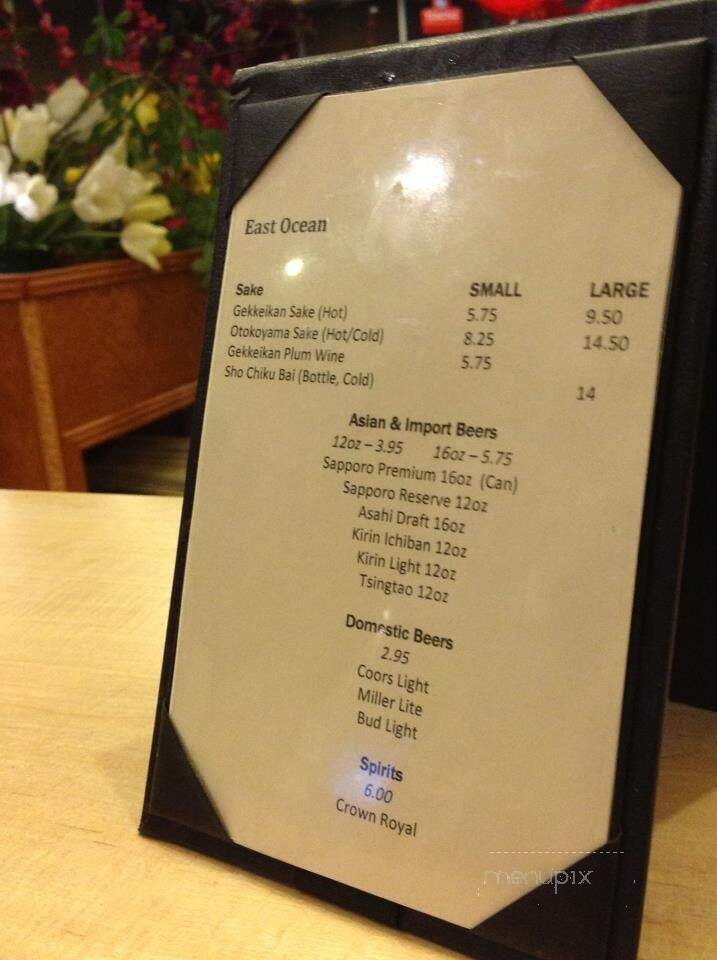 East Ocean
Sake SMALL LARGE
Gekkeikan Sake (Hot) 5.75 9.50
Otokoyama Sake (Hot/Cold) 8.25 14.50
Gekkeikan Plum Wine 5.75
Sho Chiku Bai (Bottle, Cold) 14
Asian & Import Beers
12oz – 3.95 16oz – 5.75
Sapporo Premium 16oz (Can)
Sapporo Reserve 12oz
Asahi Draft 16oz
Kirin Ichiban 12oz
Kirin Light 12oz
Tsingtao 12oz
Domestic Beers
2.95
Coors Light
Miller Lite
Bud Light
Spirits
6.00
Crown Royal
menupix